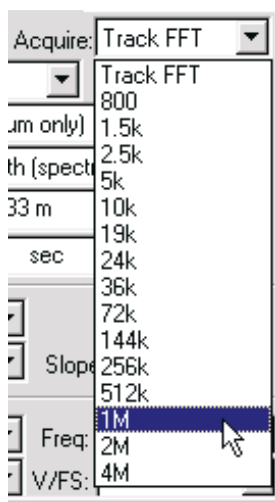 Acquire: Track FFT
Track FFT
800
um only) 1.5k
2.5k
th (spect
5k
33 m 10k
19k
sec 24k
36k
72k
144k
Slope 256k
512k
1M
Freq: 2M
V/FS: 4M